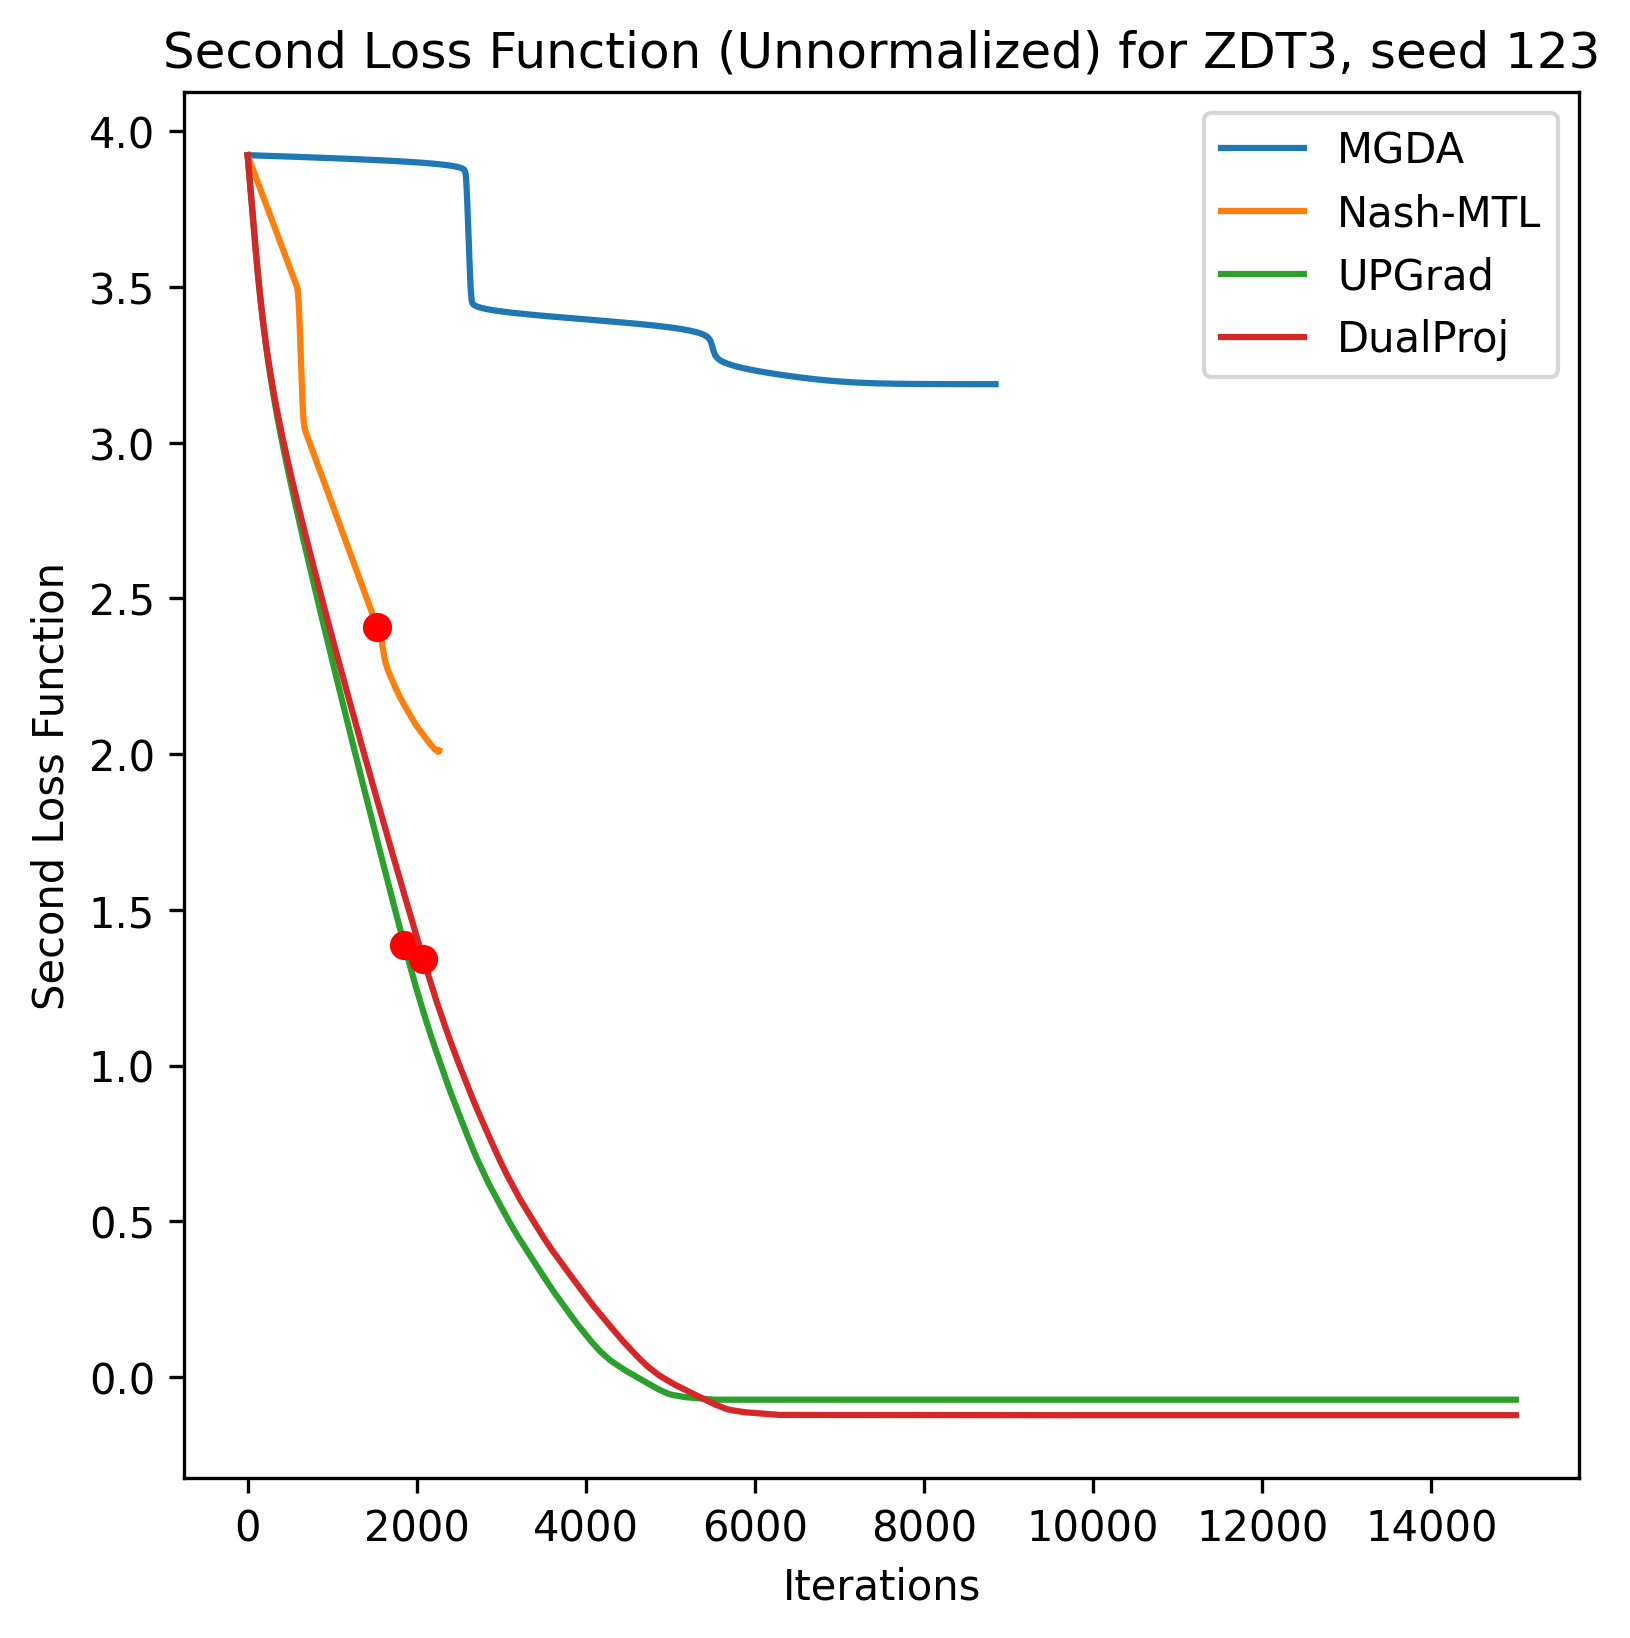 Second Loss Function (Unnormalized) for ZDT3, seed 123
MGDA
Nash-MTL
UPGrad
DualProj
Second Loss Function
4.0
3.5
3.0
2.5
2.0
1.5
1.0
0.5
0.0
0 2000 4000 6000 8000 10000 12000 14000
Iterations